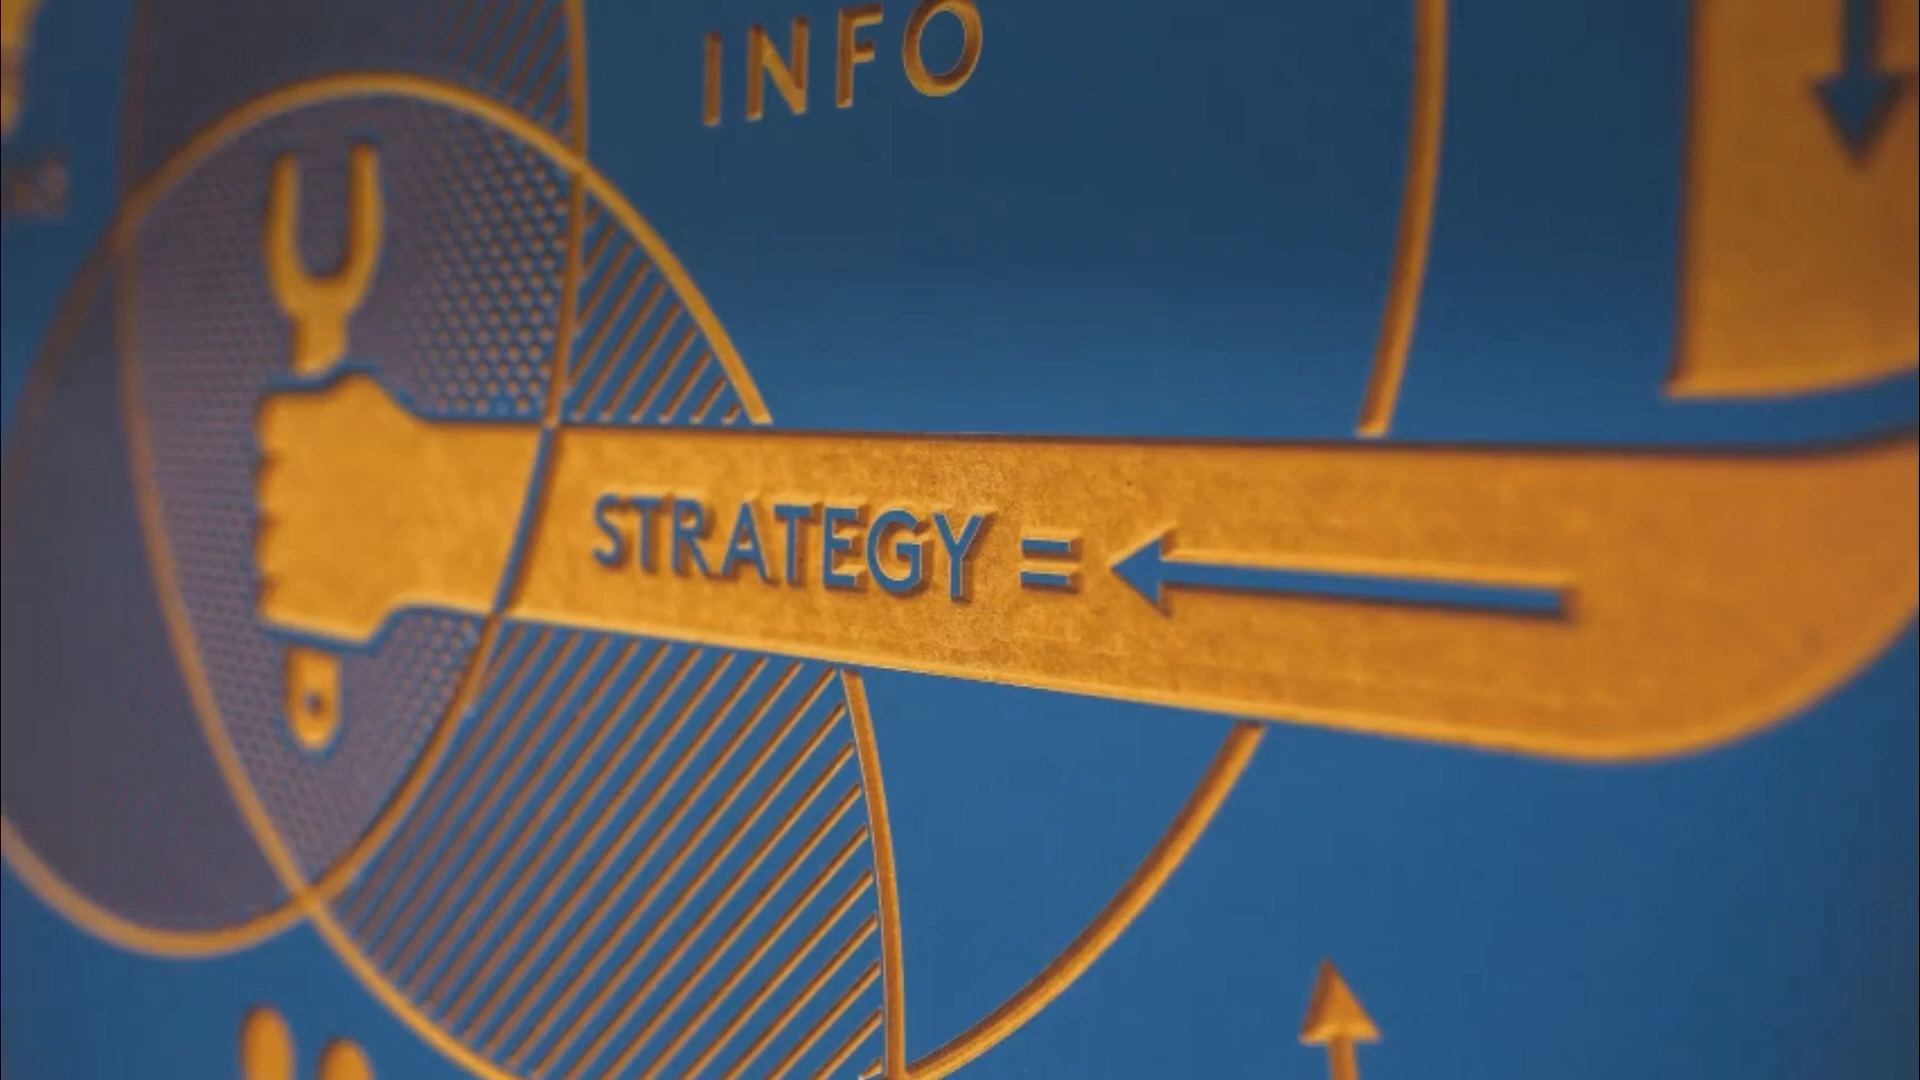 INFO
STRATEGY =